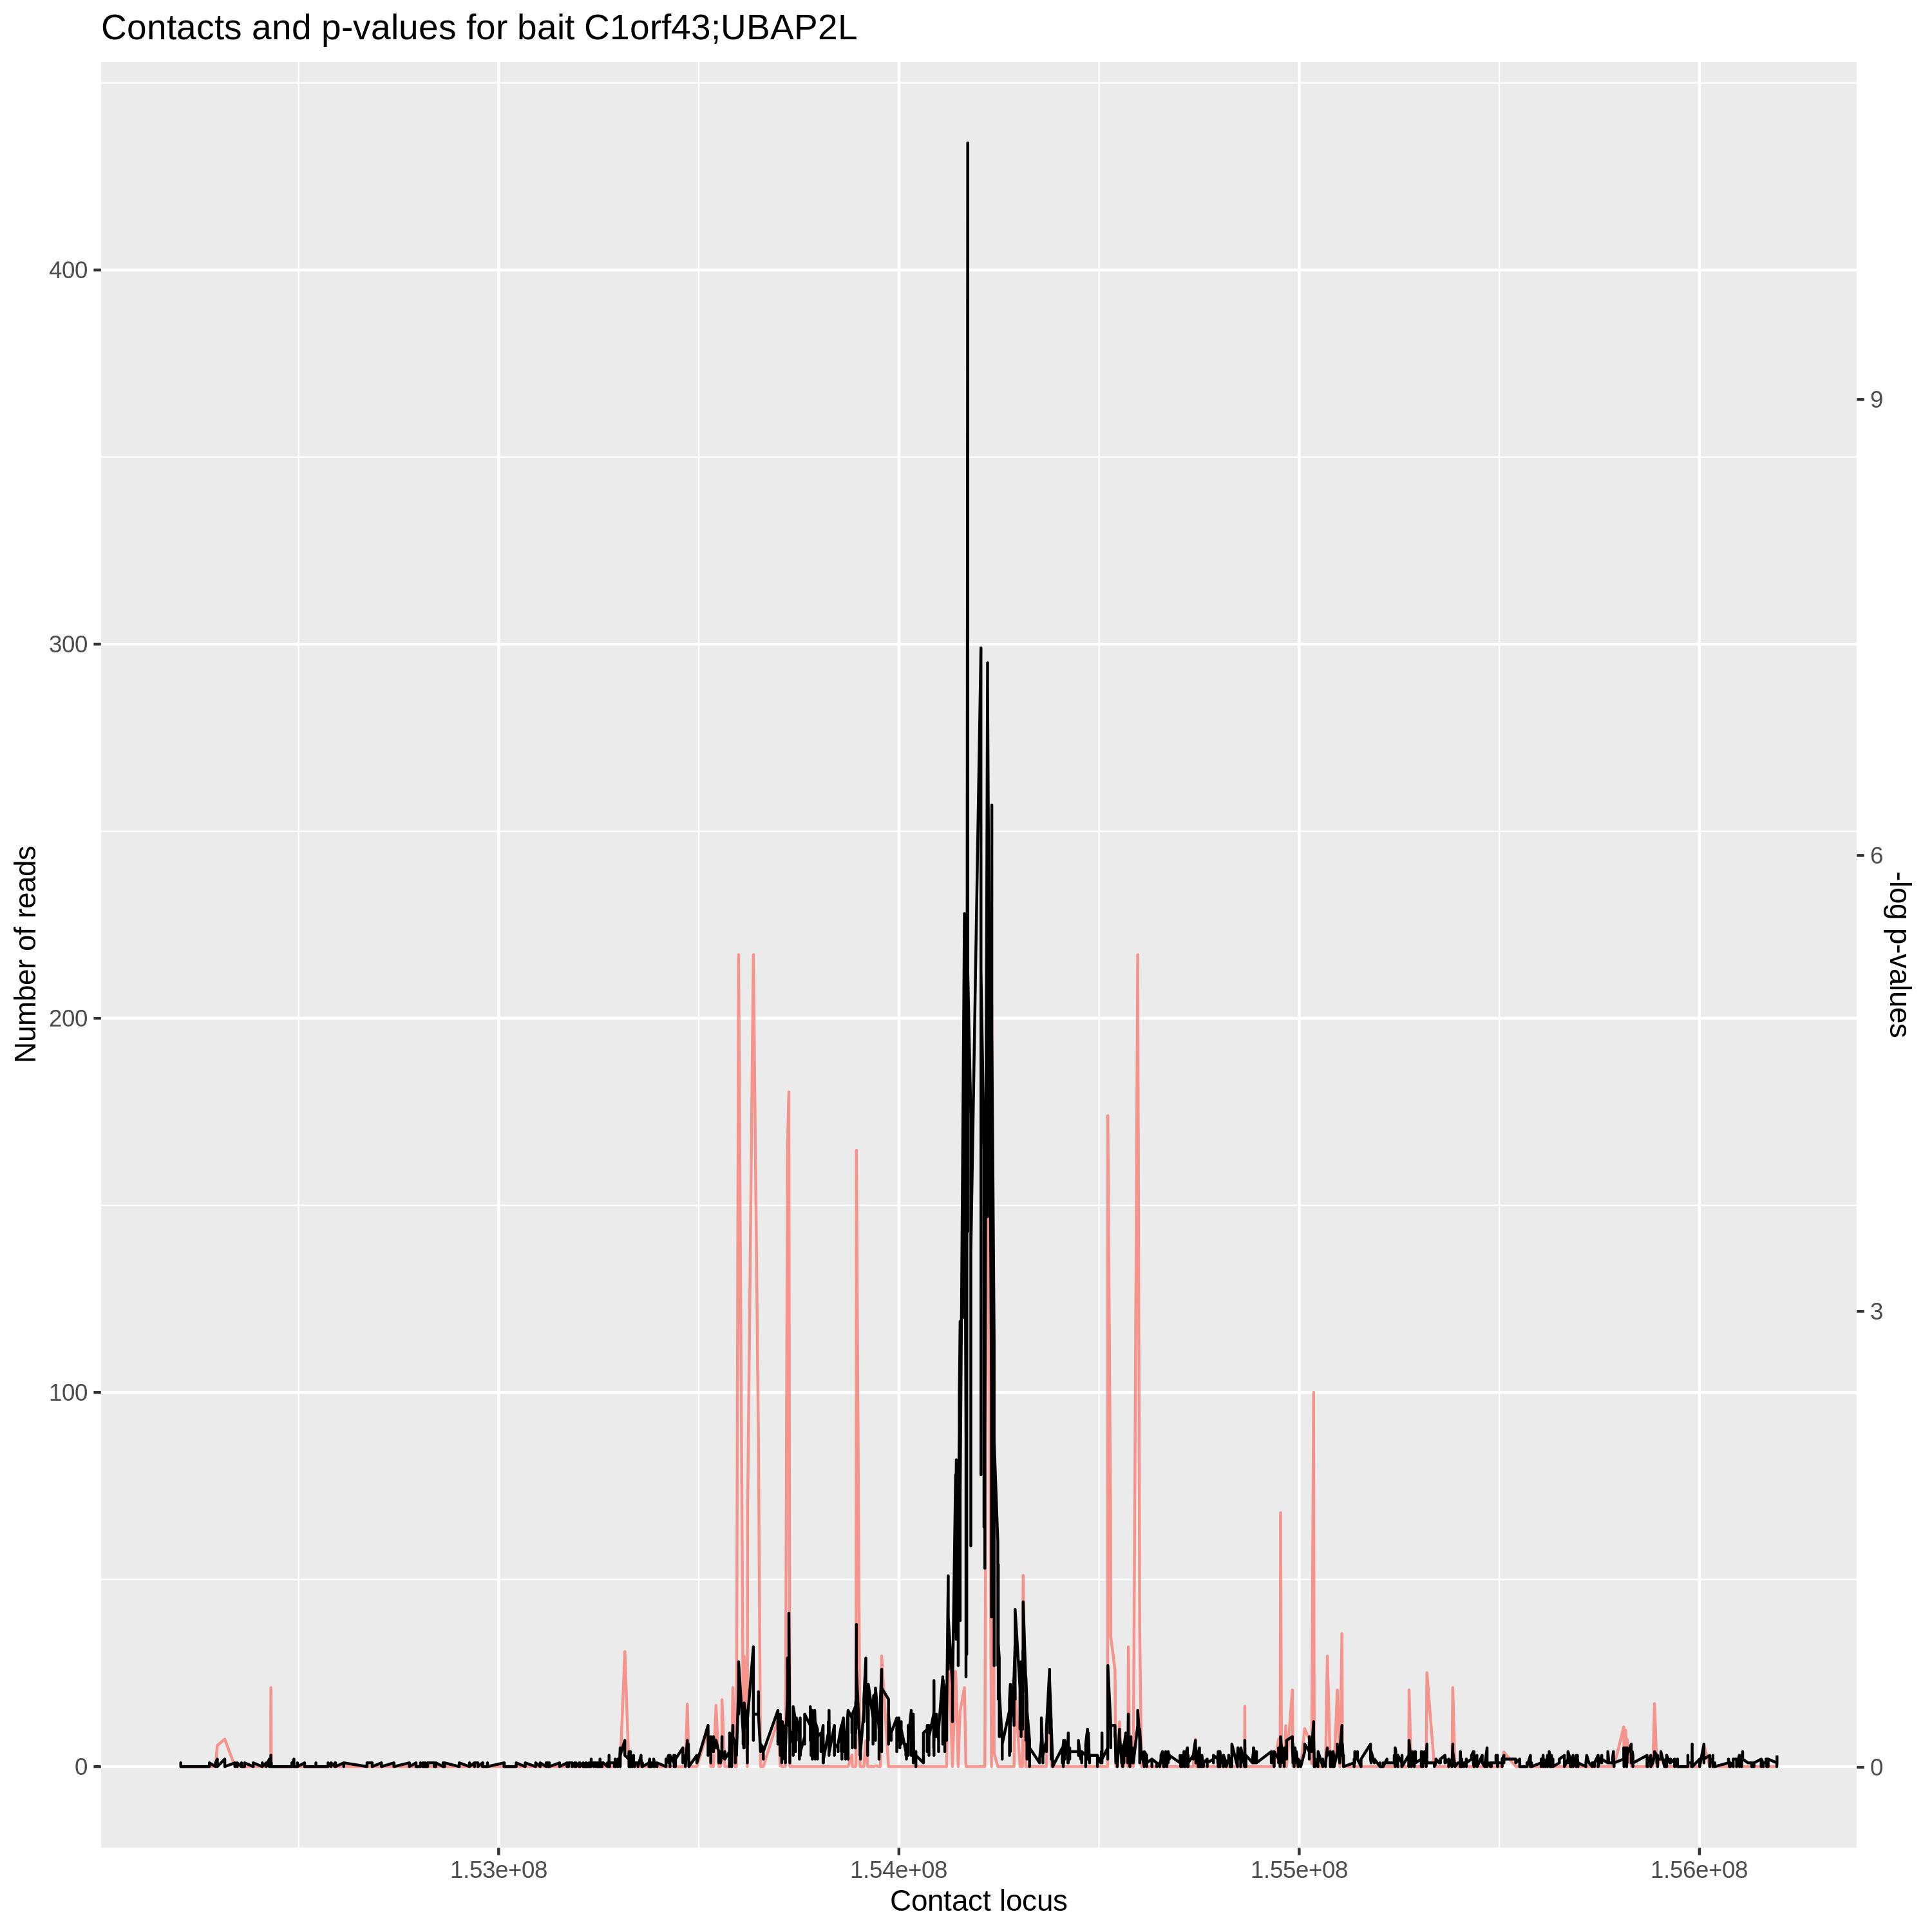 Contacts and p-values for bait C1orf43;UBAP2L
400
300
200
100
0
Number of reads
9
6
3
0
-log p-values
1.53e+08 1.54e+08 1.55e+08 1.56e+08
Contact locus